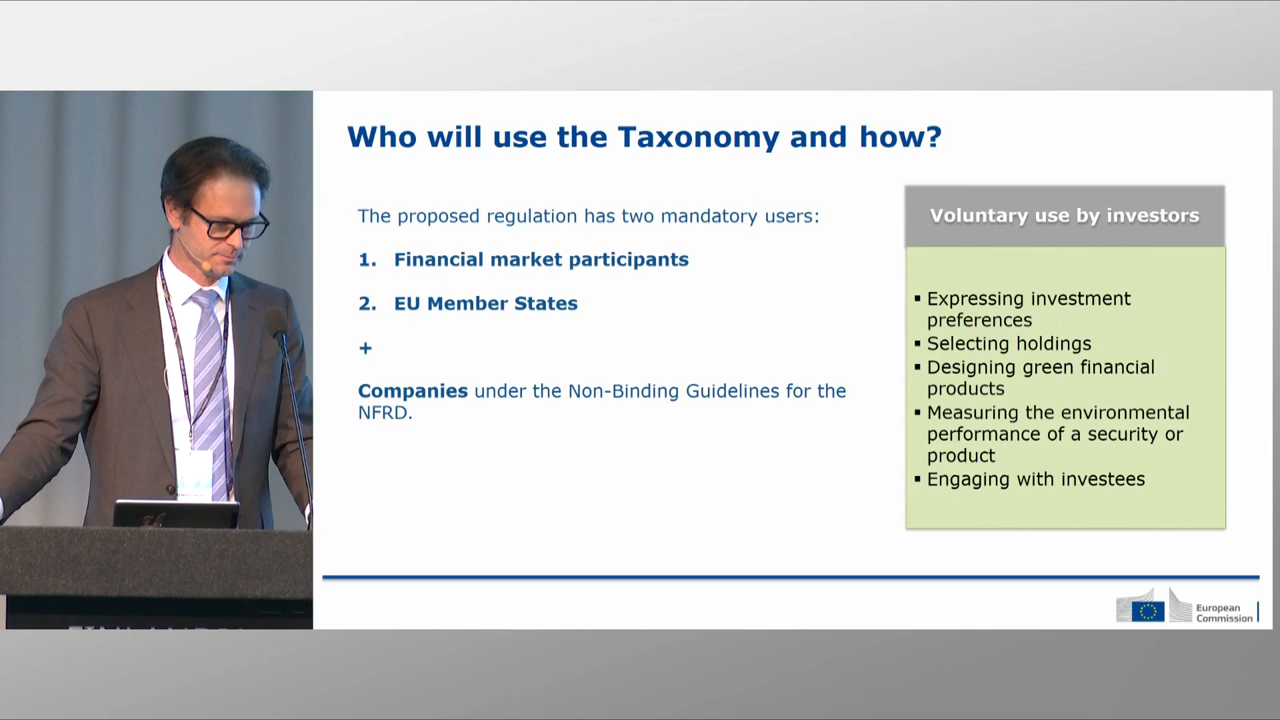 Who will use the Taxonomy and how?
The proposed regulation has two mandatory users:
1. Financial market participants
2. EU Member States
+
Companies under the Non-Binding Guidelines for the
NFRD.
Voluntary use by investors
▪ Expressing investment
preferences
▪ Selecting holdings
▪ Designing green financial
products
▪ Measuring the environmental
performance of a security or
product
▪ Engaging with investees
European
Commission